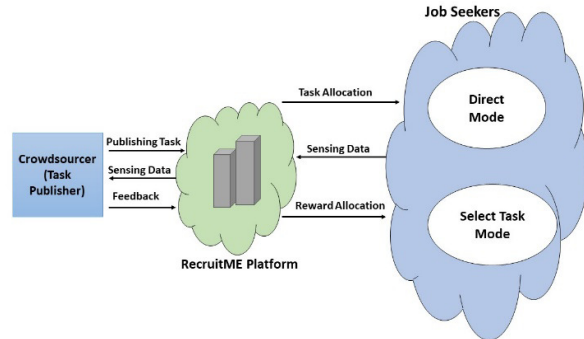 Job Seekers
Task Allocation
Direct
Mode
Publishing Task
Crowdsourcer
(Task
Publisher)
Sensing Data
Sensing Data
Feedback
Reward Allocation
Select Task
Mode
RecruitME Platform